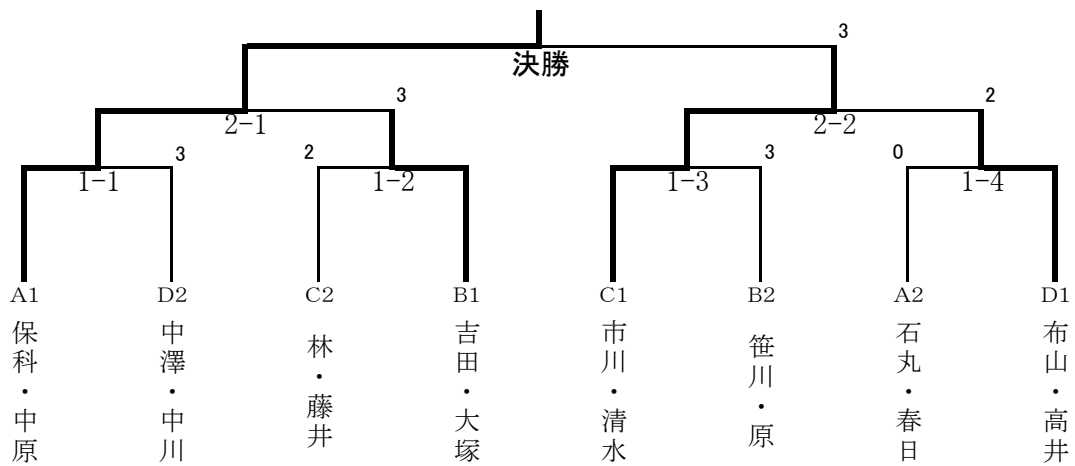 3
決勝
3
2
2-1
2-2
3
2
3
0
1-1
1-2
1-3
1-4
A1
D2
C2
B1
C1
B2
A2
D1
保科・中原
中澤・中川
林・藤井
吉田・大塚
市川・清水
笹川・原
石丸・春日
布山・高井